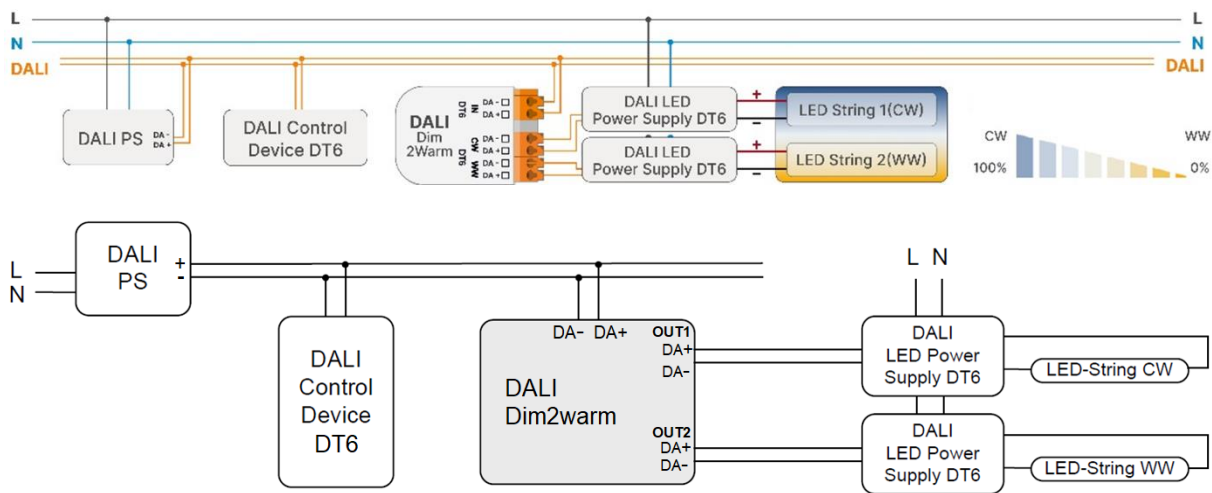 L
L
N
N
DALI
DALI
DALI PS
DA -
DA +
DALI Control
Device DT6
DALI
Dim
2Warm
DA -
DA +
IN
DT6
DA -
DA +
CW
DA -
DA +
WW
DT6
DALI LED
Power Supply DT6
DALI LED
Power Supply DT6
+
–
+
–
LED String 1(CW)
LED String 2(WW)
CW
WW
100%
0%
L
N
DALI
PS
+
-
DALI
Control
Device
DT6
DA− DA+
OUT1
DA+
DA−
DALI
Dim2warm
OUT2
DA+
DA−
L N
DALI
LED Power
Supply DT6
LED-String CW
DALI
LED Power
Supply DT6
LED-String WW